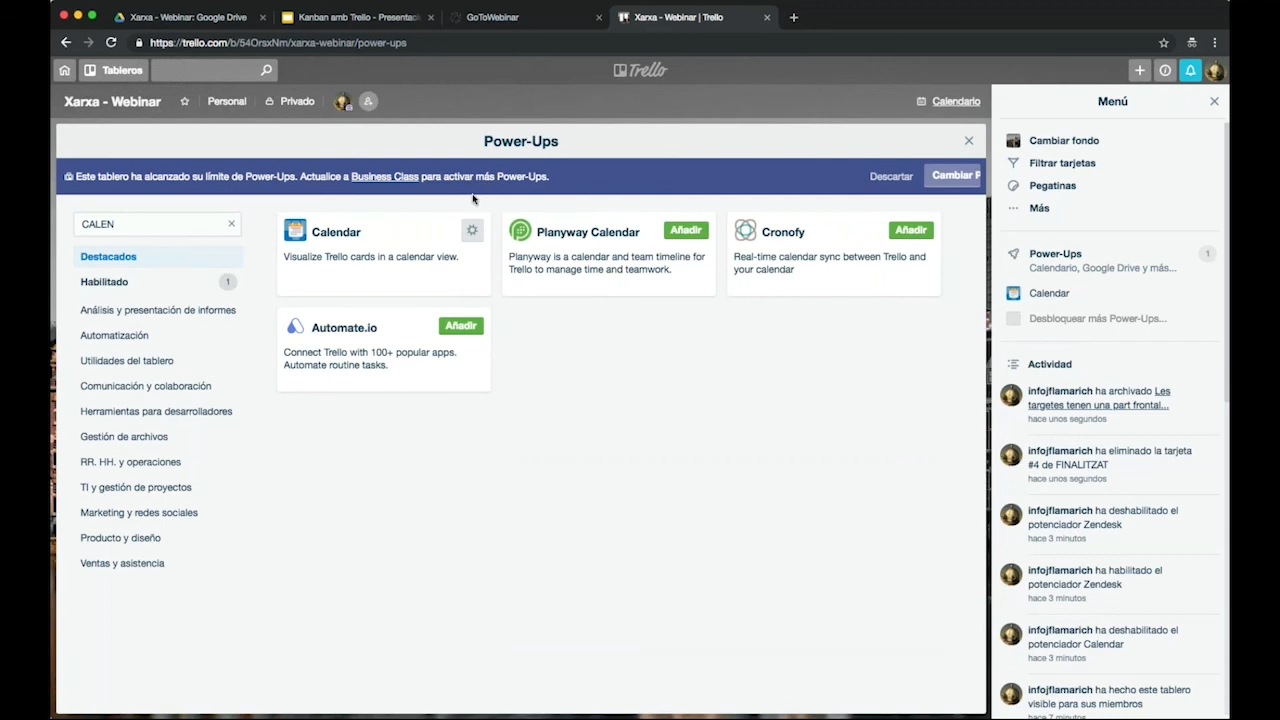 Xarxa - Webinar: Google Drive
Kanban amb Trello - Presentac
GoToWebinar
Xarxa - Webinar | Trello
https://trello.com/b/54OrsxNm/xarxa-webinar/power-ups
Tableros
Trello
Xarxa - Webinar
Personal
Privado
Calendario
Power-Ups
Este tablero ha alcanzado su límite de Power-Ups. Actualice a Business Class para activar más Power-Ups.
Descartar
Cambiar P
CALEN
Destacados
Habilitado 1
Análisis y presentación de informes
Automatización
Utilidades del tablero
Comunicación y colaboración
Herramientas para desarrolladores
Gestión de archivos
RR. HH. y operaciones
TI y gestión de proyectos
Marketing y redes sociales
Producto y diseño
Ventas y asistencia
Calendar
Visualize Trello cards in a calendar view.
Planyway Calendar
Añadir
Planyway is a calendar and team timeline for
Trello to manage time and teamwork.
Cronofy
Añadir
Real-time calendar sync between Trello and
your calendar
Automate.io
Añadir
Connect Trello with 100+ popular apps.
Automate routine tasks.
Menú
Cambiar fondo
Filtrar tarjetas
Pegatinas
Más
Power-Ups 1
Calendario, Google Drive y más...
Calendar
Desbloquear más Power-Ups...
Actividad
infojflamarich ha archivado Les
targetes tenen una part frontal...
hace unos segundos
infojflamarich ha eliminado la tarjeta
#4 de FINALITZAT
hace unos segundos
infojflamarich ha deshabilitado el
potenciador Zendesk
hace 3 minutos
infojflamarich ha habilitado el
potenciador Zendesk
hace 3 minutos
infojflamarich ha deshabilitado el
potenciador Calendar
hace 3 minutos
infojflamarich ha hecho este tablero
visible para sus miembros
hace 7 minutos